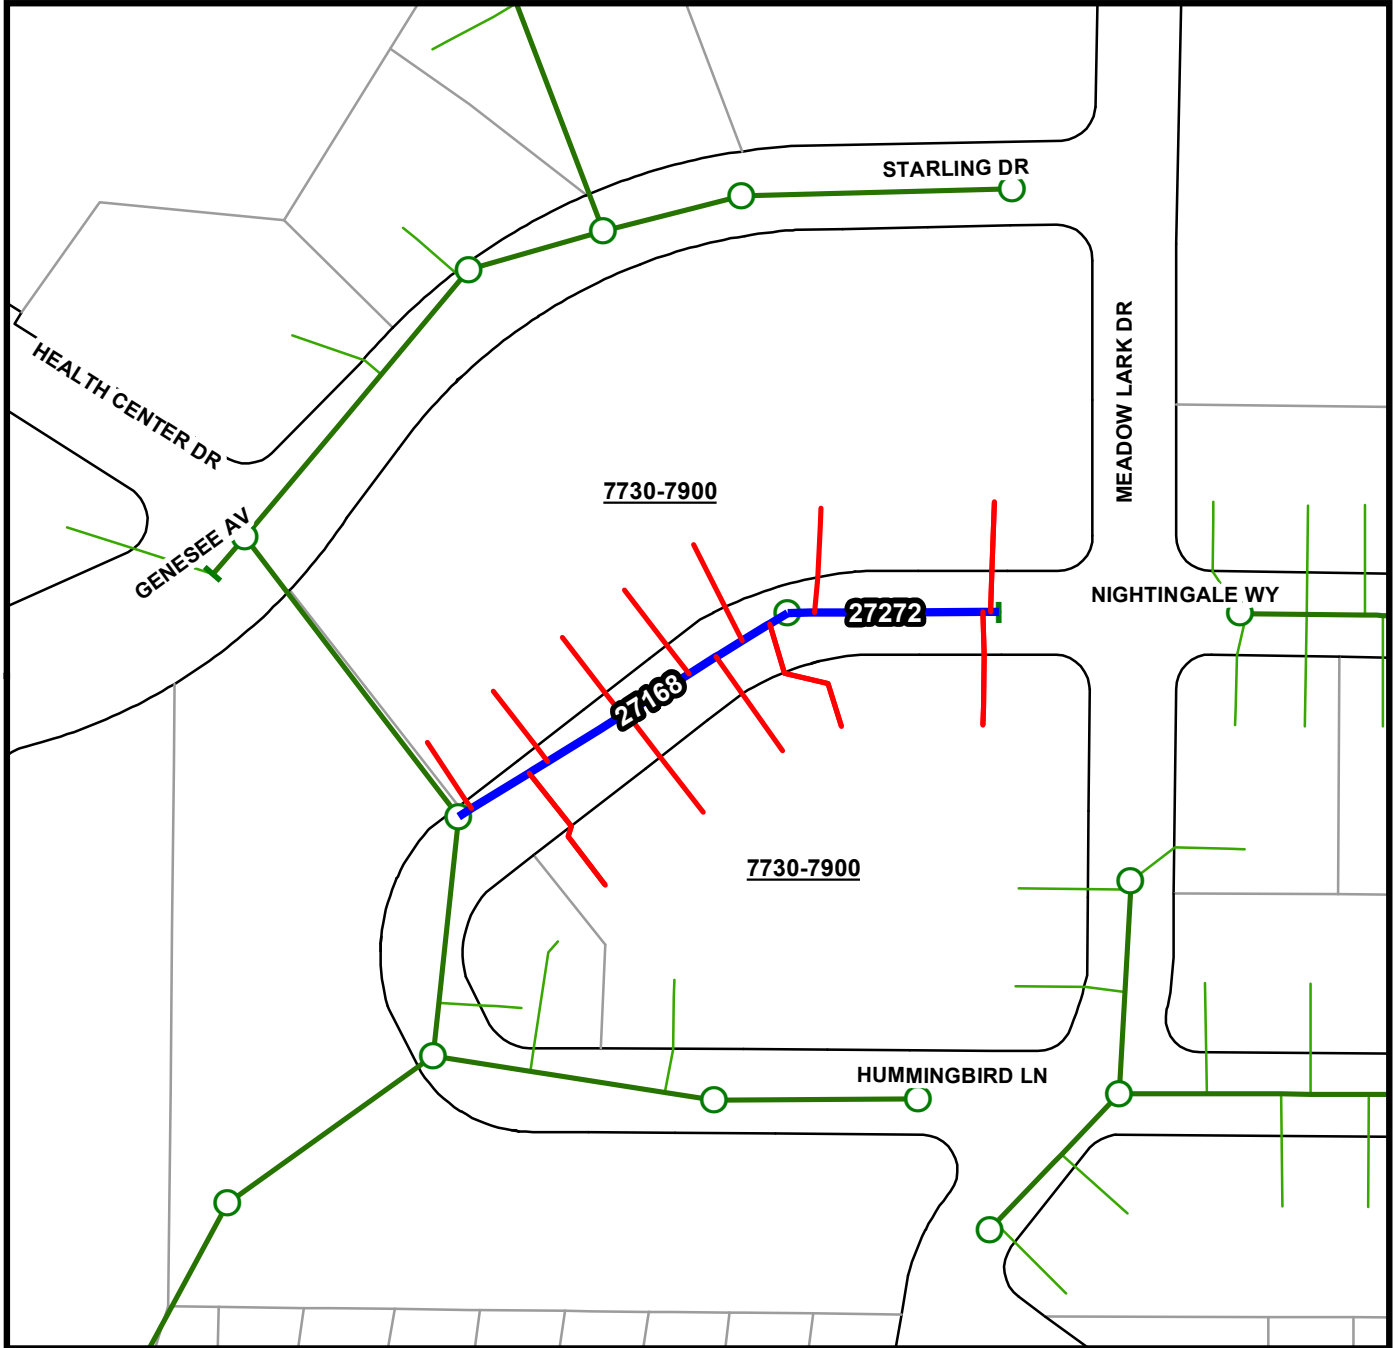 STARLING DR
MEADOW LARK DR
HEALTH CENTER DR
7730-7900
GENESEE AV
NIGHTINGALE WY
27272
27168
7730-7900
HUMMINGBIRD LN